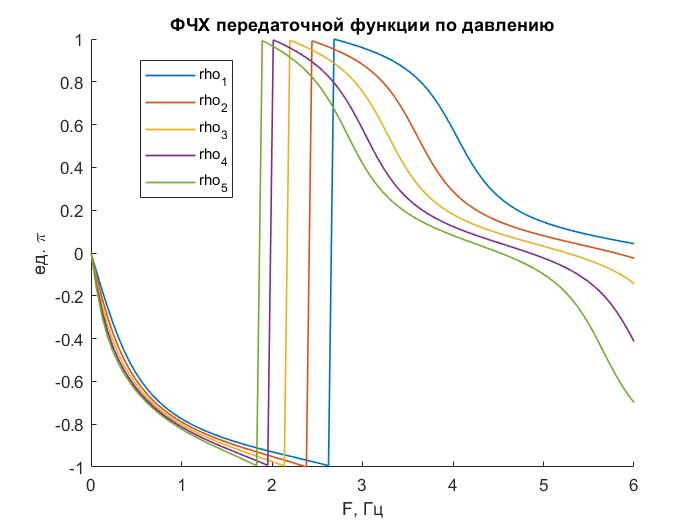 ФЧХ передаточной функции по давлению
1
0.8
0.6
0.4
0.2
0
-0.2
-0.4
-0.6
-0.8
-1
ед. π
rho1
rho2
rho3
rho4
rho5
0 1 2 3 4 5 6
F, Гц